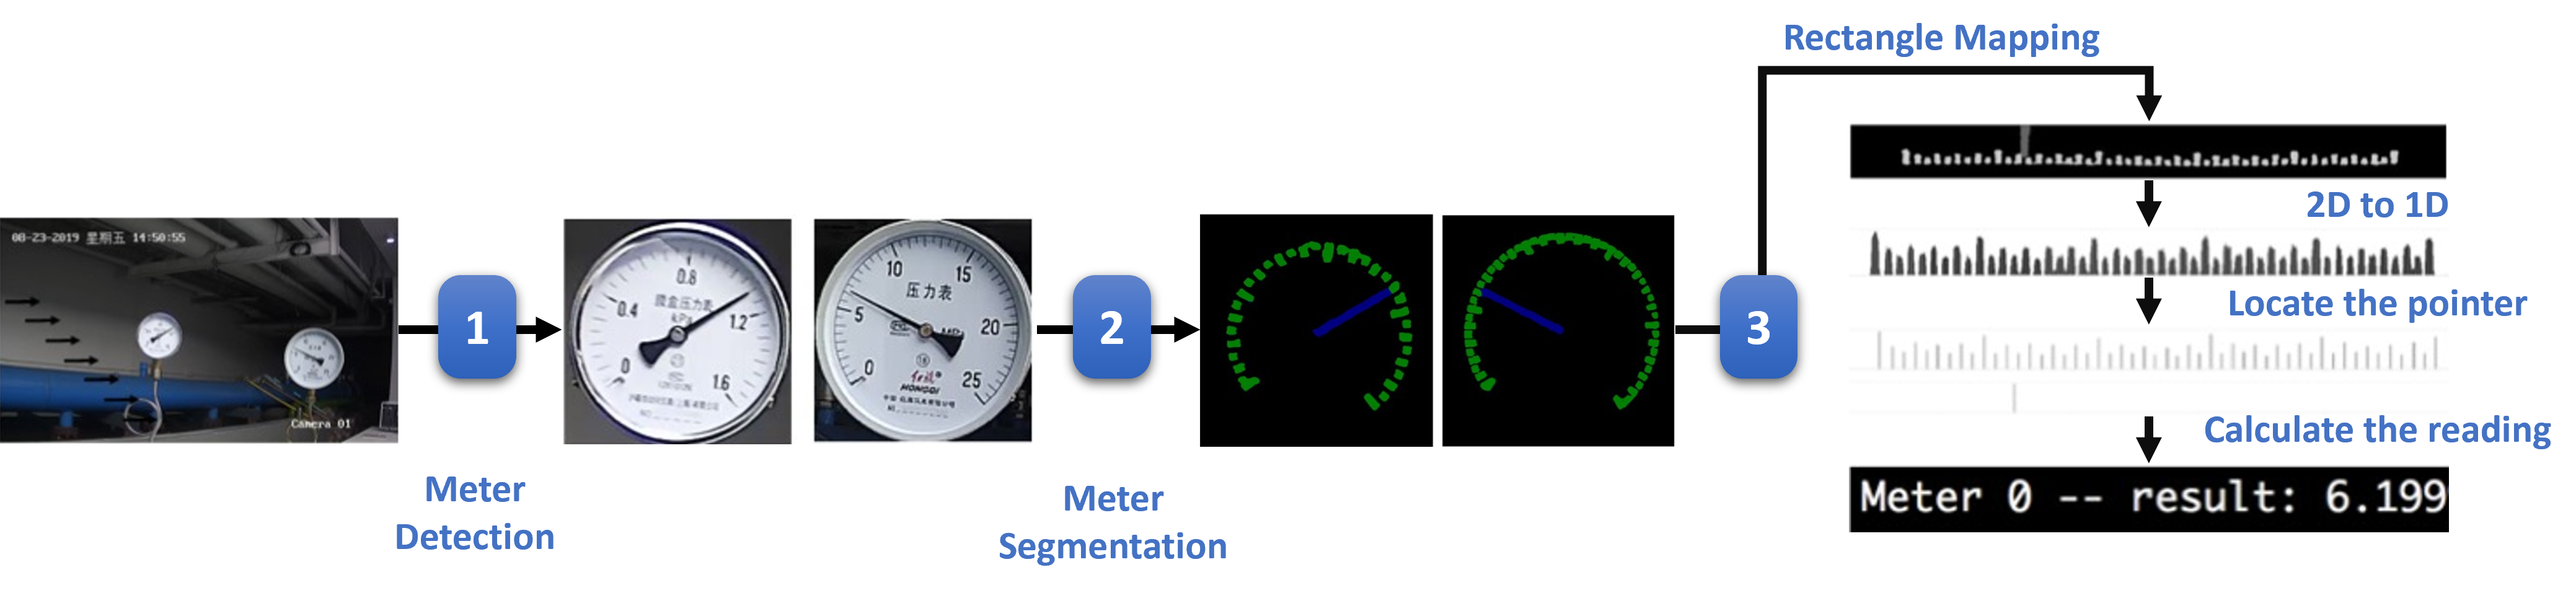 Rectangle Mapping
2D to 1D
08-23-2019 星期五 14:50:55
Locate the pointer
Camera 01
1
0.8
膜盒压力表
kPa
0.4
1.2
0
1.6
10
15
压力表
5
20
MPa
0
25
HONGQI
2
3
Calculate the reading
Meter 0 -- result: 6.199
Meter
Detection
Meter
Segmentation